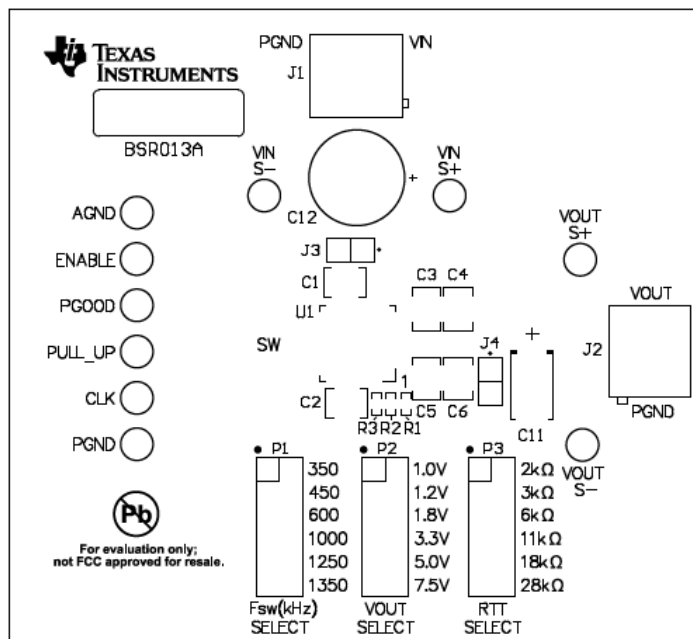 TEXAS
INSTRUMENTS
BSR013A
PGND
VIN
J1
VIN
S-
VIN
S+
+
C12
AGND
ENABLE
PGOOD
PULL_UP
CLK
PGND
J3
C1
C3 C4
U1
SW
1
C2
R3 R2 R1
C5 C6
J4
+
C11
VOUT
S+
VOUT
J2
PGND
VOUT
S-
P1
350
450
600
1000
1250
1350
Fsw(kHz)
SELECT
P2
1.0V
1.2V
1.8V
3.3V
5.0V
7.5V
VOUT
SELECT
P3
2kΩ
3kΩ
6kΩ
11kΩ
18kΩ
28kΩ
RTT
SELECT
Pb
For evaluation only;
not FCC approved for resale.